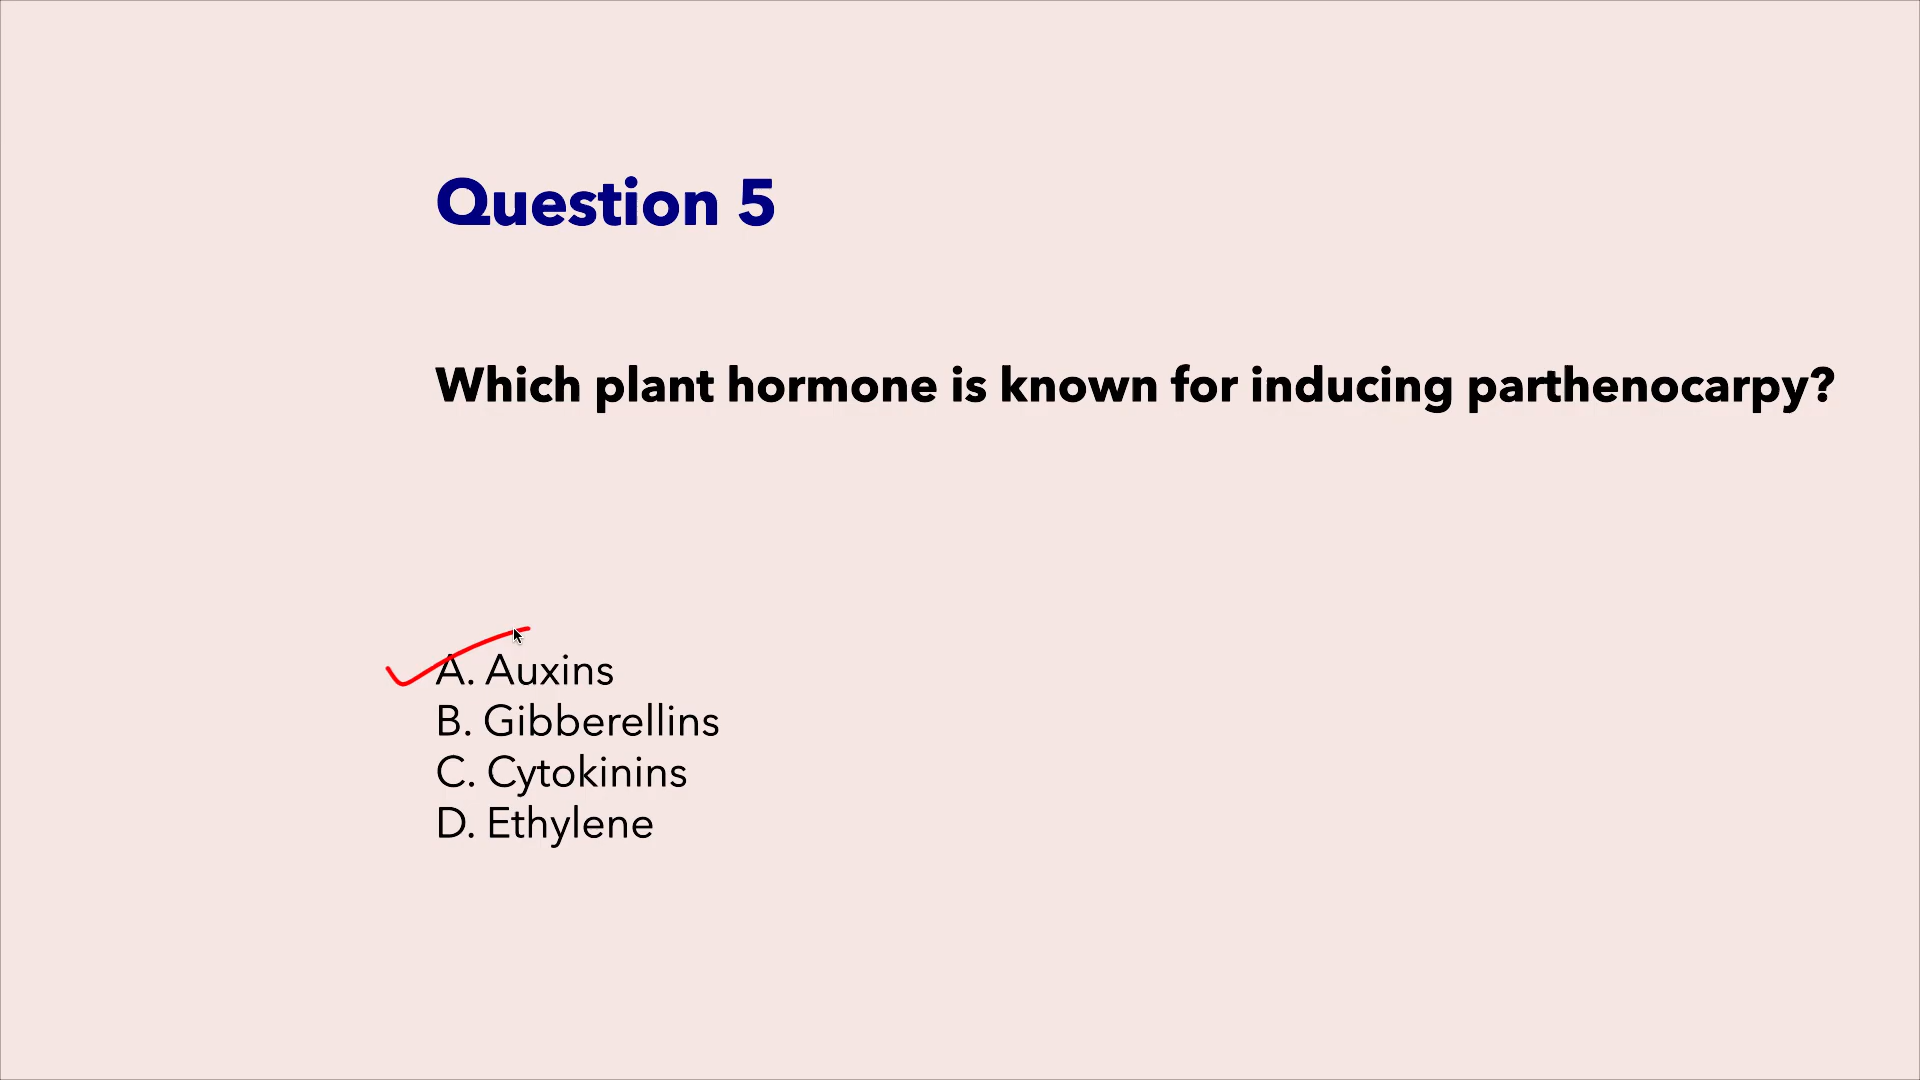 Question 5
Which plant hormone is known for inducing parthenocarpy?
A. Auxins
B. Gibberellins
C. Cytokinins
D. Ethylene